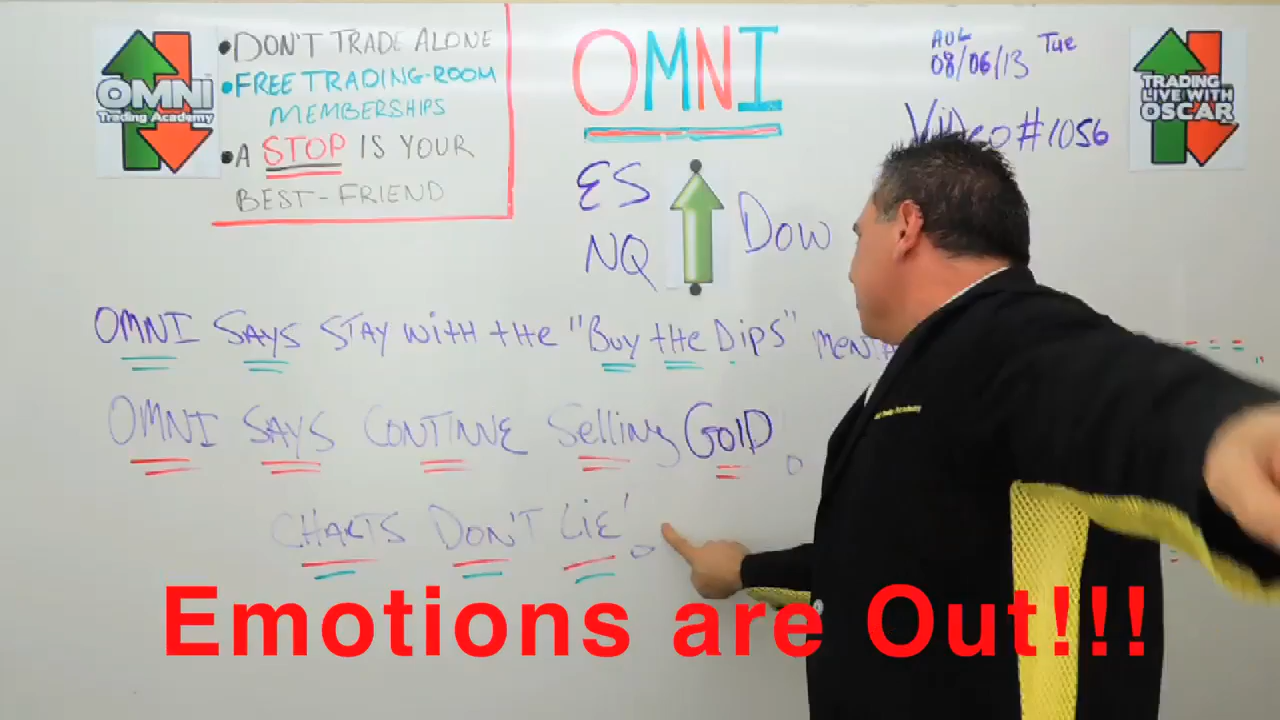 OMNI
Trading Academy
•DON'T TRADE ALONE
•FREE TRADING-ROOM
MEMBERSHIPS
•A STOP IS YOUR
BEST-FRIEND
OMNI
AUG
08/06/13 Tue
Video #1056
TRADING
LIVE WITH
OSCAR
ES
NQ
Dow
OMNI SAYS STAY with the "Buy the Dips"
OMNI SAYS CONTINUE Selling GOLD.
CHARTS DON'T LiE'.
Emotions are Out!!!